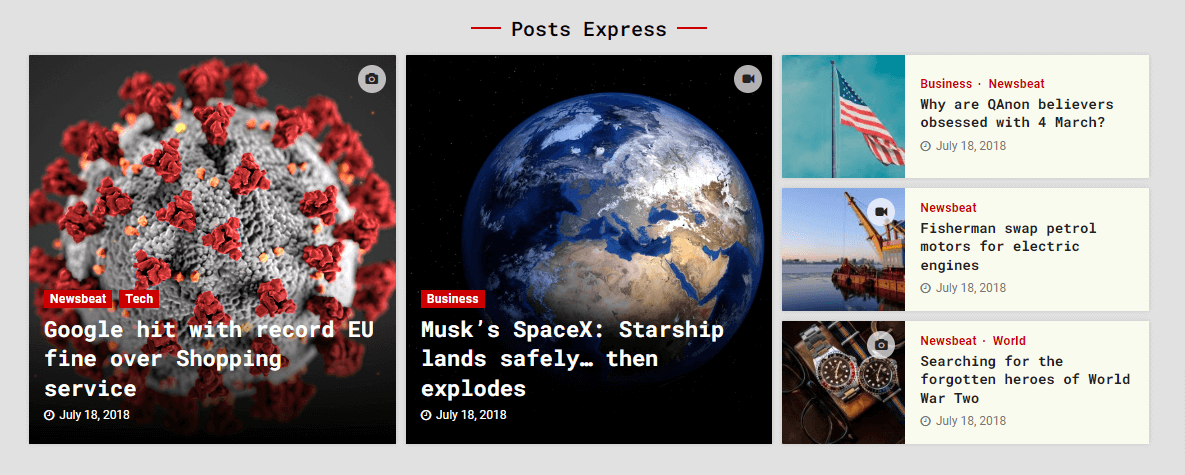 Posts Express
Newsbeat Tech
Google hit with record EU
fine over Shopping
service
July 18, 2018
Business
Musk’s SpaceX: Starship
lands safely… then
explodes
July 18, 2018
Business · Newsbeat
Why are QAnon believers
obsessed with 4 March?
July 18, 2018
Newsbeat
Fisherman swap petrol
motors for electric
engines
July 18, 2018
Newsbeat · World
Searching for the
forgotten heroes of World
War Two
July 18, 2018